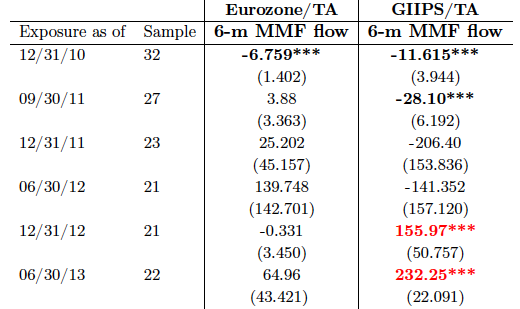 Eurozone/TA GIIPS/TA
Exposure as of Sample 6-m MMF flow 6-m MMF flow
12/31/10 32 -6.759*** -11.615***
(1.402) (3.944)
09/30/11 27 3.88 -28.10***
(3.363) (6.192)
12/31/11 23 25.202 -206.40
(45.157) (153.836)
06/30/12 21 139.748 -141.352
(142.701) (157.120)
12/31/12 21 -0.331 155.97***
(3.450) (50.757)
06/30/13 22 64.96 232.25***
(43.421) (22.091)